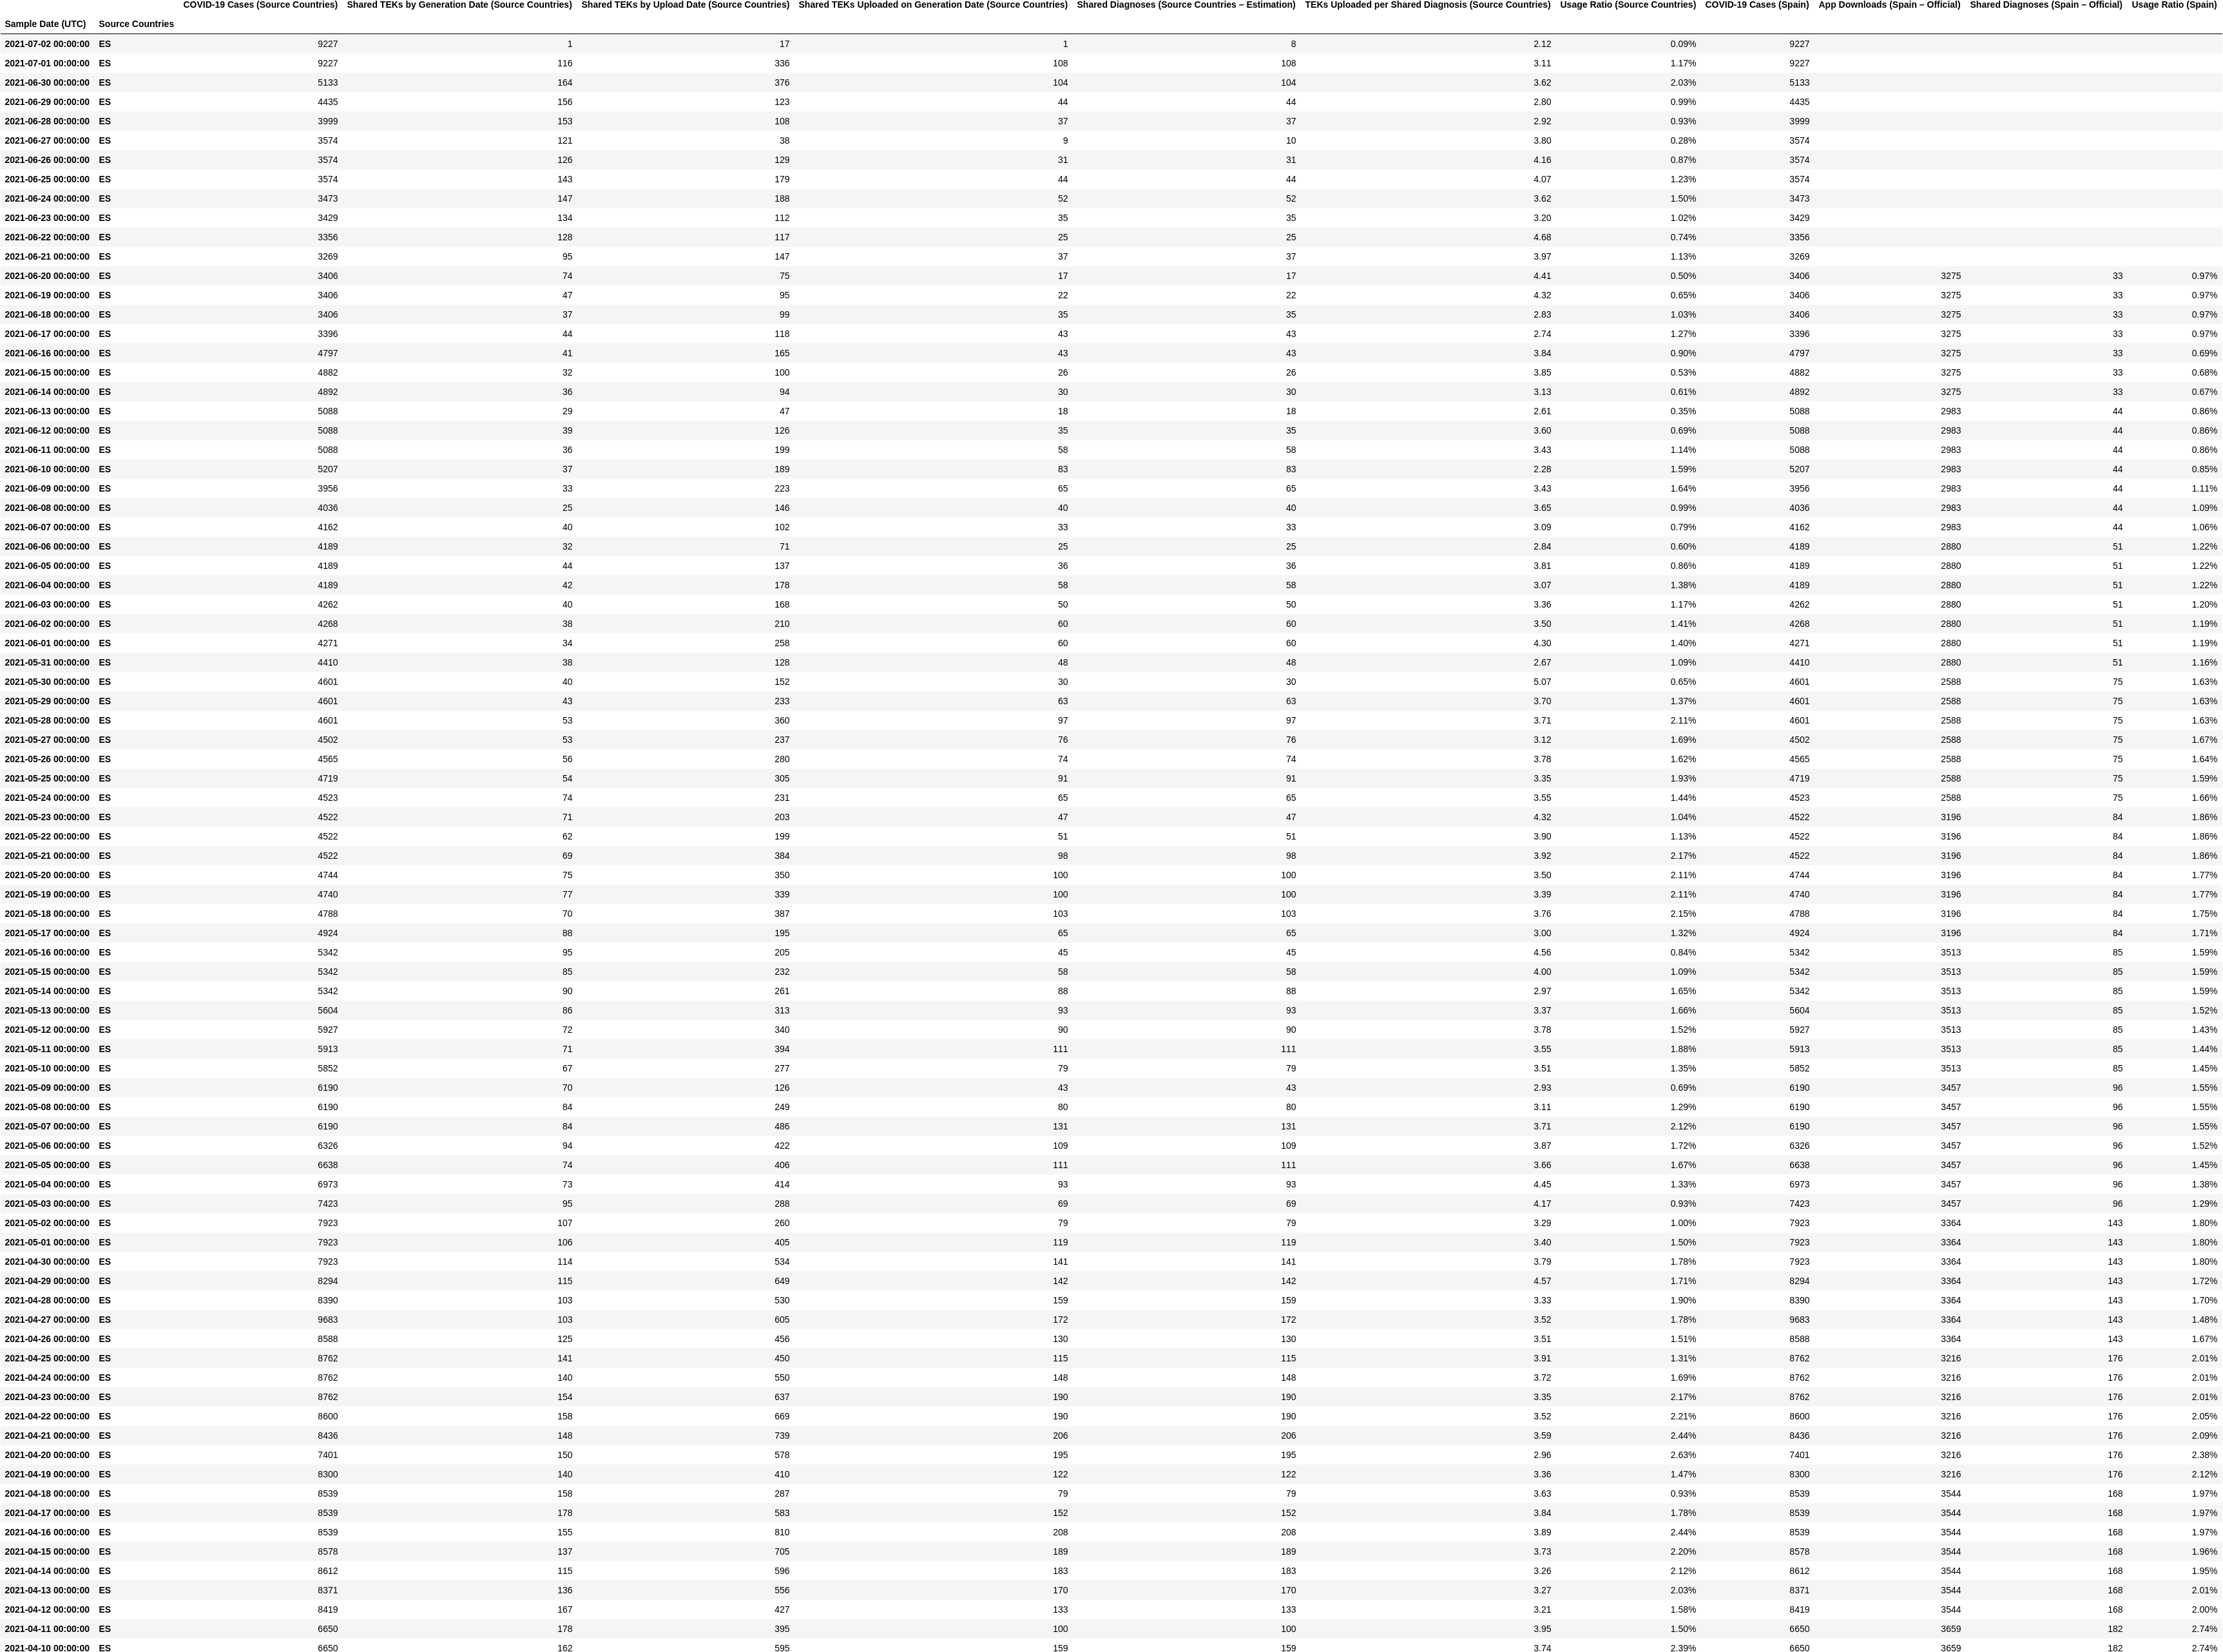 COVID-19 Cases (Source Countries) Shared TEKs by Generation Date (Source Countries) Shared TEKs by Upload Date (Source Countries) Shared TEKs Uploaded on Generation Date (Source Countries) Shared Diagnoses (Source Countries – Estimation) TEKs Uploaded per Shared Diagnosis (Source Countries) Usage Ratio (Source Countries) COVID-19 Cases (Spain) App Downloads (Spain – Official) Shared Diagnoses (Spain – Official) Usage Ratio (Spain)
Sample Date (UTC) Source Countries
2021-07-02 00:00:00 ES 9227 1 17 1 8 2.12 0.09% 9227
2021-07-01 00:00:00 ES 9227 116 336 108 108 3.11 1.17% 9227
2021-06-30 00:00:00 ES 5133 164 376 104 104 3.62 2.03% 5133
2021-06-29 00:00:00 ES 4435 156 123 44 44 2.80 0.99% 4435
2021-06-28 00:00:00 ES 3999 153 108 37 37 2.92 0.93% 3999
2021-06-27 00:00:00 ES 3574 121 38 9 10 3.80 0.28% 3574
2021-06-26 00:00:00 ES 3574 126 129 31 31 4.16 0.87% 3574
2021-06-25 00:00:00 ES 3574 143 179 44 44 4.07 1.23% 3574
2021-06-24 00:00:00 ES 3473 147 188 52 52 3.62 1.50% 3473
2021-06-23 00:00:00 ES 3429 134 112 35 35 3.20 1.02% 3429
2021-06-22 00:00:00 ES 3356 128 117 25 25 4.68 0.74% 3356
2021-06-21 00:00:00 ES 3269 95 147 37 37 3.97 1.13% 3269
2021-06-20 00:00:00 ES 3406 74 75 17 17 4.41 0.50% 3406 3275 33 0.97%
2021-06-19 00:00:00 ES 3406 47 95 22 22 4.32 0.65% 3406 3275 33 0.97%
2021-06-18 00:00:00 ES 3406 37 99 35 35 2.83 1.03% 3406 3275 33 0.97%
2021-06-17 00:00:00 ES 3396 44 118 43 43 2.74 1.27% 3396 3275 33 0.97%
2021-06-16 00:00:00 ES 4797 41 165 43 43 3.84 0.90% 4797 3275 33 0.69%
2021-06-15 00:00:00 ES 4882 32 100 26 26 3.85 0.53% 4882 3275 33 0.68%
2021-06-14 00:00:00 ES 4892 36 94 30 30 3.13 0.61% 4892 3275 33 0.67%
2021-06-13 00:00:00 ES 5088 29 47 18 18 2.61 0.35% 5088 2983 44 0.86%
2021-06-12 00:00:00 ES 5088 39 126 35 35 3.60 0.69% 5088 2983 44 0.86%
2021-06-11 00:00:00 ES 5088 36 199 58 58 3.43 1.14% 5088 2983 44 0.86%
2021-06-10 00:00:00 ES 5207 37 189 83 83 2.28 1.59% 5207 2983 44 0.85%
2021-06-09 00:00:00 ES 3956 33 223 65 65 3.43 1.64% 3956 2983 44 1.11%
2021-06-08 00:00:00 ES 4036 25 146 40 40 3.65 0.99% 4036 2983 44 1.09%
2021-06-07 00:00:00 ES 4162 40 102 33 33 3.09 0.79% 4162 2983 44 1.06%
2021-06-06 00:00:00 ES 4189 32 71 25 25 2.84 0.60% 4189 2880 51 1.22%
2021-06-05 00:00:00 ES 4189 44 137 36 36 3.81 0.86% 4189 2880 51 1.22%
2021-06-04 00:00:00 ES 4189 42 178 58 58 3.07 1.38% 4189 2880 51 1.22%
2021-06-03 00:00:00 ES 4262 40 168 50 50 3.36 1.17% 4262 2880 51 1.20%
2021-06-02 00:00:00 ES 4268 38 210 60 60 3.50 1.41% 4268 2880 51 1.19%
2021-06-01 00:00:00 ES 4271 34 258 60 60 4.30 1.40% 4271 2880 51 1.19%
2021-05-31 00:00:00 ES 4410 38 128 48 48 2.67 1.09% 4410 2880 51 1.16%
2021-05-30 00:00:00 ES 4601 40 152 30 30 5.07 0.65% 4601 2588 75 1.63%
2021-05-29 00:00:00 ES 4601 43 233 63 63 3.70 1.37% 4601 2588 75 1.63%
2021-05-28 00:00:00 ES 4601 53 360 97 97 3.71 2.11% 4601 2588 75 1.63%
2021-05-27 00:00:00 ES 4502 53 237 76 76 3.12 1.69% 4502 2588 75 1.67%
2021-05-26 00:00:00 ES 4565 56 280 74 74 3.78 1.62% 4565 2588 75 1.64%
2021-05-25 00:00:00 ES 4719 54 305 91 91 3.35 1.93% 4719 2588 75 1.59%
2021-05-24 00:00:00 ES 4523 74 231 65 65 3.55 1.44% 4523 2588 75 1.66%
2021-05-23 00:00:00 ES 4522 71 203 47 47 4.32 1.04% 4522 3196 84 1.86%
2021-05-22 00:00:00 ES 4522 62 199 51 51 3.90 1.13% 4522 3196 84 1.86%
2021-05-21 00:00:00 ES 4522 69 384 98 98 3.92 2.17% 4522 3196 84 1.86%
2021-05-20 00:00:00 ES 4744 75 350 100 100 3.50 2.11% 4744 3196 84 1.77%
2021-05-19 00:00:00 ES 4740 77 339 100 100 3.39 2.11% 4740 3196 84 1.77%
2021-05-18 00:00:00 ES 4788 70 387 103 103 3.76 2.15% 4788 3196 84 1.75%
2021-05-17 00:00:00 ES 4924 88 195 65 65 3.00 1.32% 4924 3196 84 1.71%
2021-05-16 00:00:00 ES 5342 95 205 45 45 4.56 0.84% 5342 3513 85 1.59%
2021-05-15 00:00:00 ES 5342 85 232 58 58 4.00 1.09% 5342 3513 85 1.59%
2021-05-14 00:00:00 ES 5342 90 261 88 88 2.97 1.65% 5342 3513 85 1.59%
2021-05-13 00:00:00 ES 5604 86 313 93 93 3.37 1.66% 5604 3513 85 1.52%
2021-05-12 00:00:00 ES 5927 72 340 90 90 3.78 1.52% 5927 3513 85 1.43%
2021-05-11 00:00:00 ES 5913 71 394 111 111 3.55 1.88% 5913 3513 85 1.44%
2021-05-10 00:00:00 ES 5852 67 277 79 79 3.51 1.35% 5852 3513 85 1.45%
2021-05-09 00:00:00 ES 6190 70 126 43 43 2.93 0.69% 6190 3457 96 1.55%
2021-05-08 00:00:00 ES 6190 84 249 80 80 3.11 1.29% 6190 3457 96 1.55%
2021-05-07 00:00:00 ES 6190 84 486 131 131 3.71 2.12% 6190 3457 96 1.55%
2021-05-06 00:00:00 ES 6326 94 422 109 109 3.87 1.72% 6326 3457 96 1.52%
2021-05-05 00:00:00 ES 6638 74 406 111 111 3.66 1.67% 6638 3457 96 1.45%
2021-05-04 00:00:00 ES 6973 73 414 93 93 4.45 1.33% 6973 3457 96 1.38%
2021-05-03 00:00:00 ES 7423 95 288 69 69 4.17 0.93% 7423 3457 96 1.29%
2021-05-02 00:00:00 ES 7923 107 260 79 79 3.29 1.00% 7923 3364 143 1.80%
2021-05-01 00:00:00 ES 7923 106 405 119 119 3.40 1.50% 7923 3364 143 1.80%
2021-04-30 00:00:00 ES 7923 114 534 141 141 3.79 1.78% 7923 3364 143 1.80%
2021-04-29 00:00:00 ES 8294 115 649 142 142 4.57 1.71% 8294 3364 143 1.72%
2021-04-28 00:00:00 ES 8390 103 530 159 159 3.33 1.90% 8390 3364 143 1.70%
2021-04-27 00:00:00 ES 9683 103 605 172 172 3.52 1.78% 9683 3364 143 1.48%
2021-04-26 00:00:00 ES 8588 125 456 130 130 3.51 1.51% 8588 3364 143 1.67%
2021-04-25 00:00:00 ES 8762 141 450 115 115 3.91 1.31% 8762 3216 176 2.01%
2021-04-24 00:00:00 ES 8762 140 550 148 148 3.72 1.69% 8762 3216 176 2.01%
2021-04-23 00:00:00 ES 8762 154 637 190 190 3.35 2.17% 8762 3216 176 2.01%
2021-04-22 00:00:00 ES 8600 158 669 190 190 3.52 2.21% 8600 3216 176 2.05%
2021-04-21 00:00:00 ES 8436 148 739 206 206 3.59 2.44% 8436 3216 176 2.09%
2021-04-20 00:00:00 ES 7401 150 578 195 195 2.96 2.63% 7401 3216 176 2.38%
2021-04-19 00:00:00 ES 8300 140 410 122 122 3.36 1.47% 8300 3216 176 2.12%
2021-04-18 00:00:00 ES 8539 158 287 79 79 3.63 0.93% 8539 3544 168 1.97%
2021-04-17 00:00:00 ES 8539 178 583 152 152 3.84 1.78% 8539 3544 168 1.97%
2021-04-16 00:00:00 ES 8539 155 810 208 208 3.89 2.44% 8539 3544 168 1.97%
2021-04-15 00:00:00 ES 8578 137 705 189 189 3.73 2.20% 8578 3544 168 1.96%
2021-04-14 00:00:00 ES 8612 115 596 183 183 3.26 2.12% 8612 3544 168 1.95%
2021-04-13 00:00:00 ES 8371 136 556 170 170 3.27 2.03% 8371 3544 168 2.01%
2021-04-12 00:00:00 ES 8419 167 427 133 133 3.21 1.58% 8419 3544 168 2.00%
2021-04-11 00:00:00 ES 6650 178 395 100 100 3.95 1.50% 6650 3659 182 2.74%
2021-04-10 00:00:00 ES 6650 162 595 159 159 3.74 2.39% 6650 3659 182 2.74%